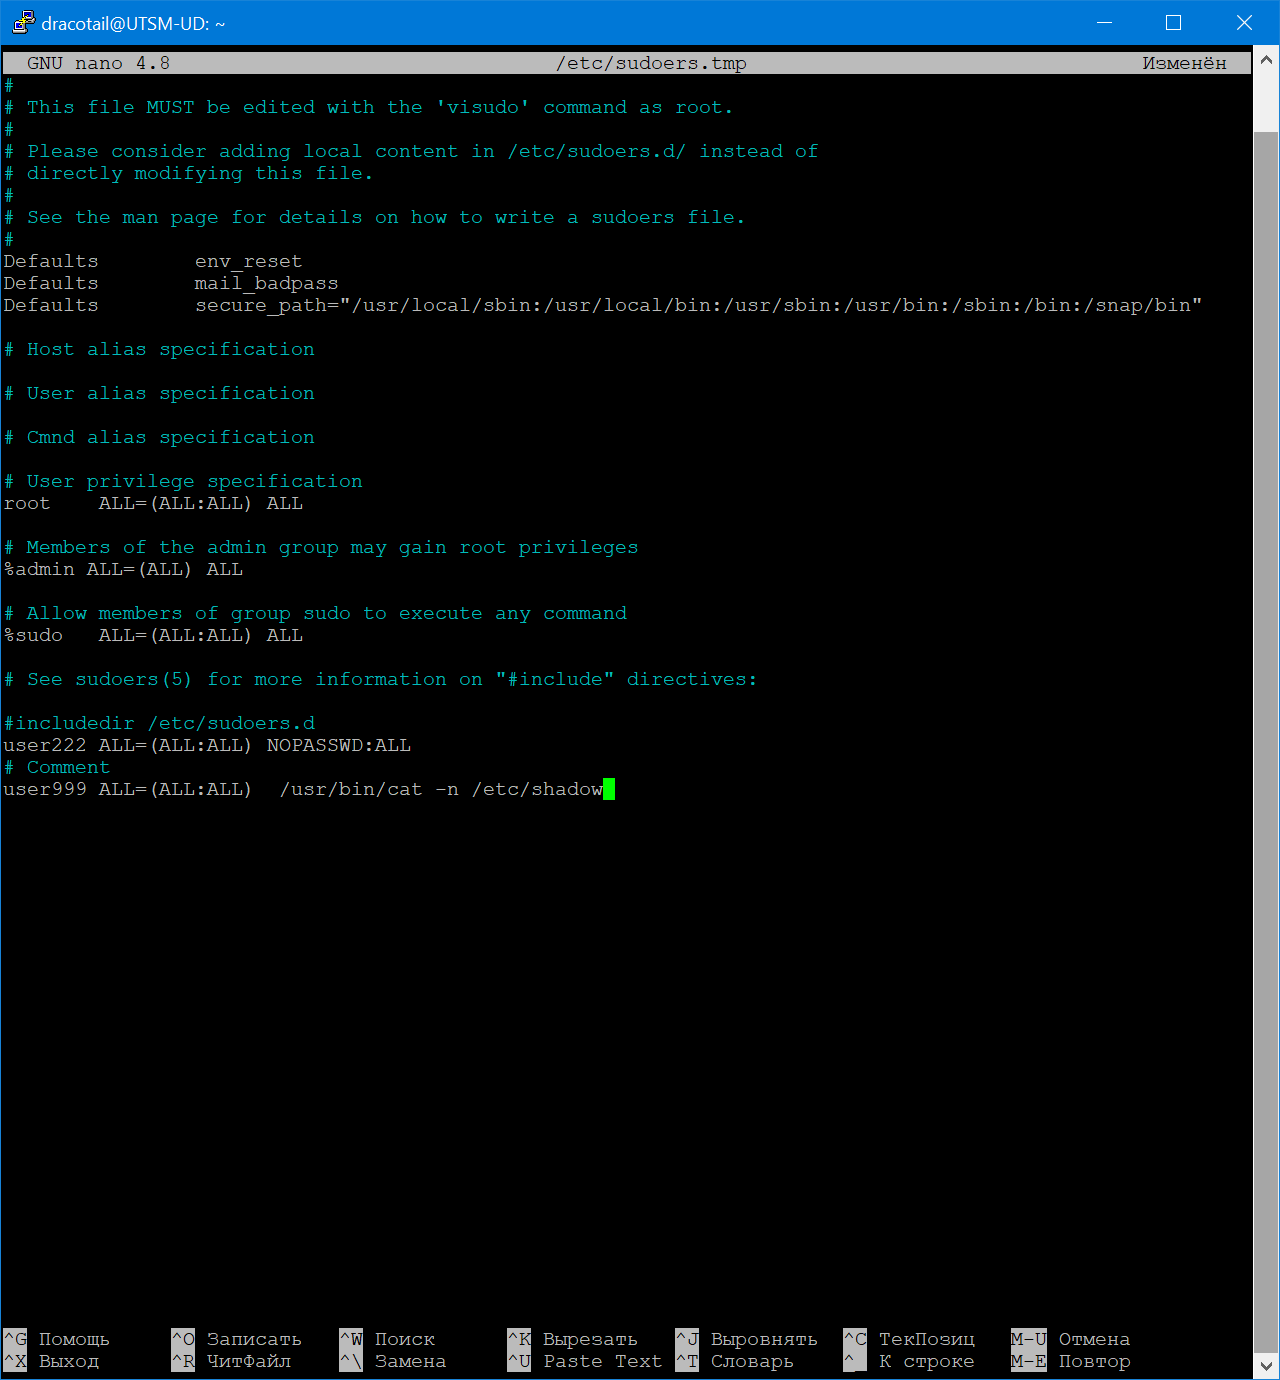 dracotail@UTSM-UD: ~
GNU nano 4.8 /etc/sudoers.tmp Изменён
#
# This file MUST be edited with the 'visudo' command as root.
#
# Please consider adding local content in /etc/sudoers.d/ instead of
# directly modifying this file.
#
# See the man page for details on how to write a sudoers file.
#
Defaults        env_reset
Defaults        mail_badpass
Defaults        secure_path="/usr/local/sbin:/usr/local/bin:/usr/sbin:/usr/bin:/sbin:/bin:/snap/bin"
# Host alias specification
# User alias specification
# Cmnd alias specification
# User privilege specification
root    ALL=(ALL:ALL) ALL
# Members of the admin group may gain root privileges
%admin ALL=(ALL) ALL
# Allow members of group sudo to execute any command
%sudo   ALL=(ALL:ALL) ALL
# See sudoers(5) for more information on "#include" directives:
#includedir /etc/sudoers.d
user222 ALL=(ALL:ALL) NOPASSWD:ALL
# Comment
user999 ALL=(ALL:ALL)  /usr/bin/cat -n /etc/shadow
^G Помощь ^O Записать ^W Поиск ^K Вырезать ^J Выровнять ^C ТекПозиц M-U Отмена
^X Выход ^R ЧитФайл ^\ Замена ^U Paste Text ^T Словарь ^_ К строке M-E Повтор